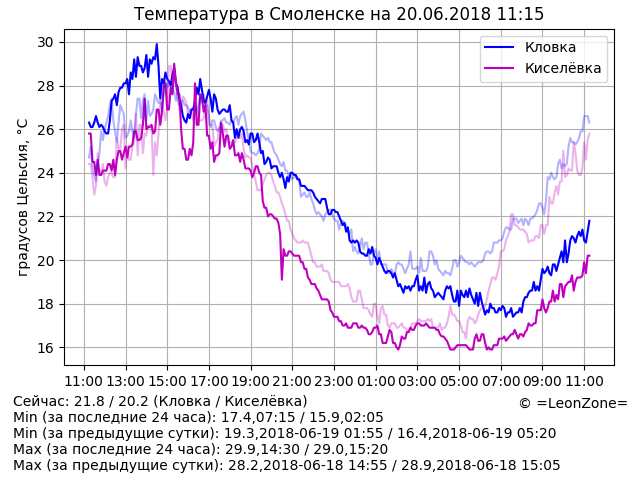 Температура в Смоленске на 20.06.2018 11:15
градусов Цельсия, °C
30
28
26
24
22
20
18
16
Кловка
Киселёвка
11:00 13:00 15:00 17:00 19:00 21:00 23:00 01:00 03:00 05:00 07:00 09:00 11:00
Сейчас: 21.8 / 20.2 (Кловка / Киселёвка)
© =LeonZone=
Min (за последние 24 часа): 17.4,07:15 / 15.9,02:05
Min (за предыдущие сутки): 19.3,2018-06-19 01:55 / 16.4,2018-06-19 05:20
Max (за последние 24 часа): 29.9,14:30 / 29.0,15:20
Max (за предыдущие сутки): 28.2,2018-06-18 14:55 / 28.9,2018-06-18 15:05